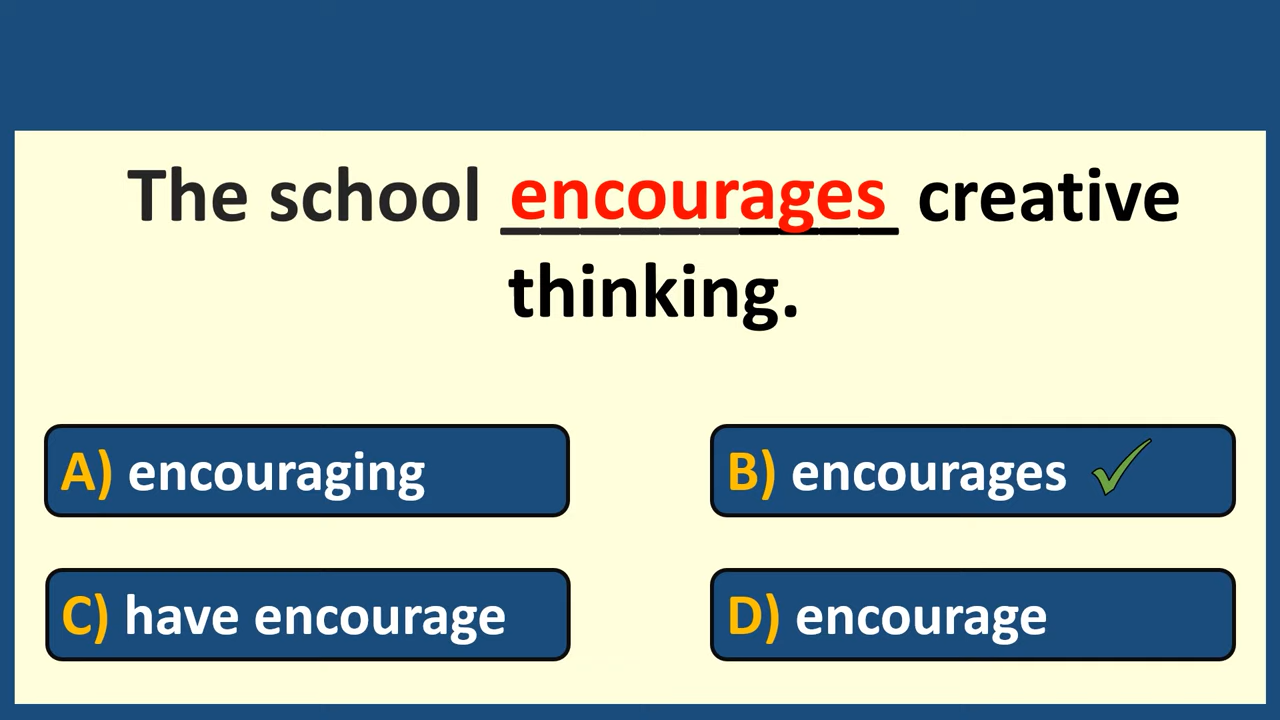 The school encourages creative
thinking.
A) encouraging
B) encourages
C) have encourage
D) encourage